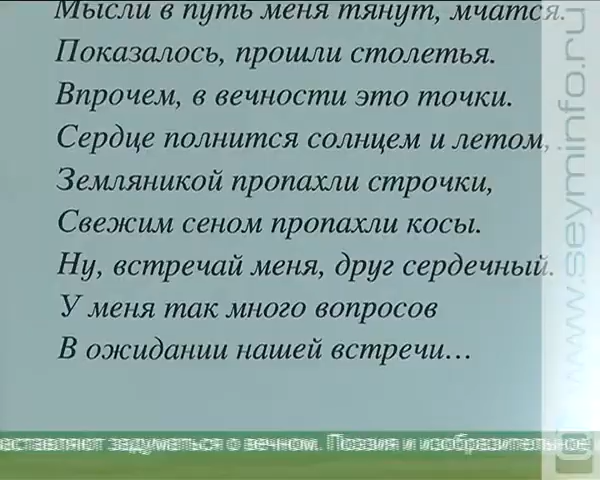 Мысли в путь меня тянут, мчатся.
Показалось, прошли столетья.
Впрочем, в вечности это точки.
Сердце полнится солнцем и летом,
Земляникой пропахли строчки,
Свежим сеном пропахли косы.
Ну, встречай меня, друг сердечный.
У меня так много вопросов
В ожидании нашей встречи...
задуматься о вечном. Поэзия и изобразительное
www.seyminfo.ru